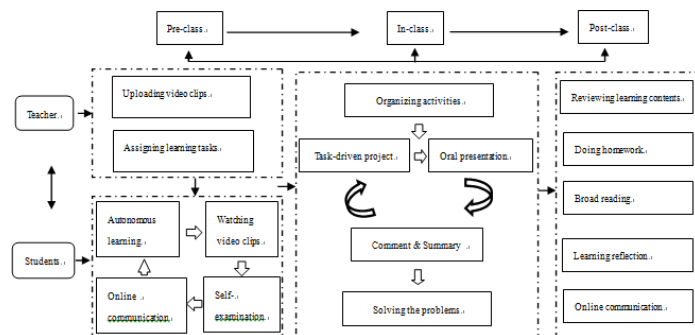 Pre-class.
In-class.
Post-class.
Teacher.
Uploading video clips.
Assigning learning tasks.
Students.
Autonomous
learning.
Watching
video clips.
Online
communication.
Self-
examination.
Organizing activities.
Task-driven project.
Oral presentation.
Comment & Summary
Solving the problems.
Reviewing learning contents.
Doing homework.
Broad reading.
Learning reflection.
Online communication.